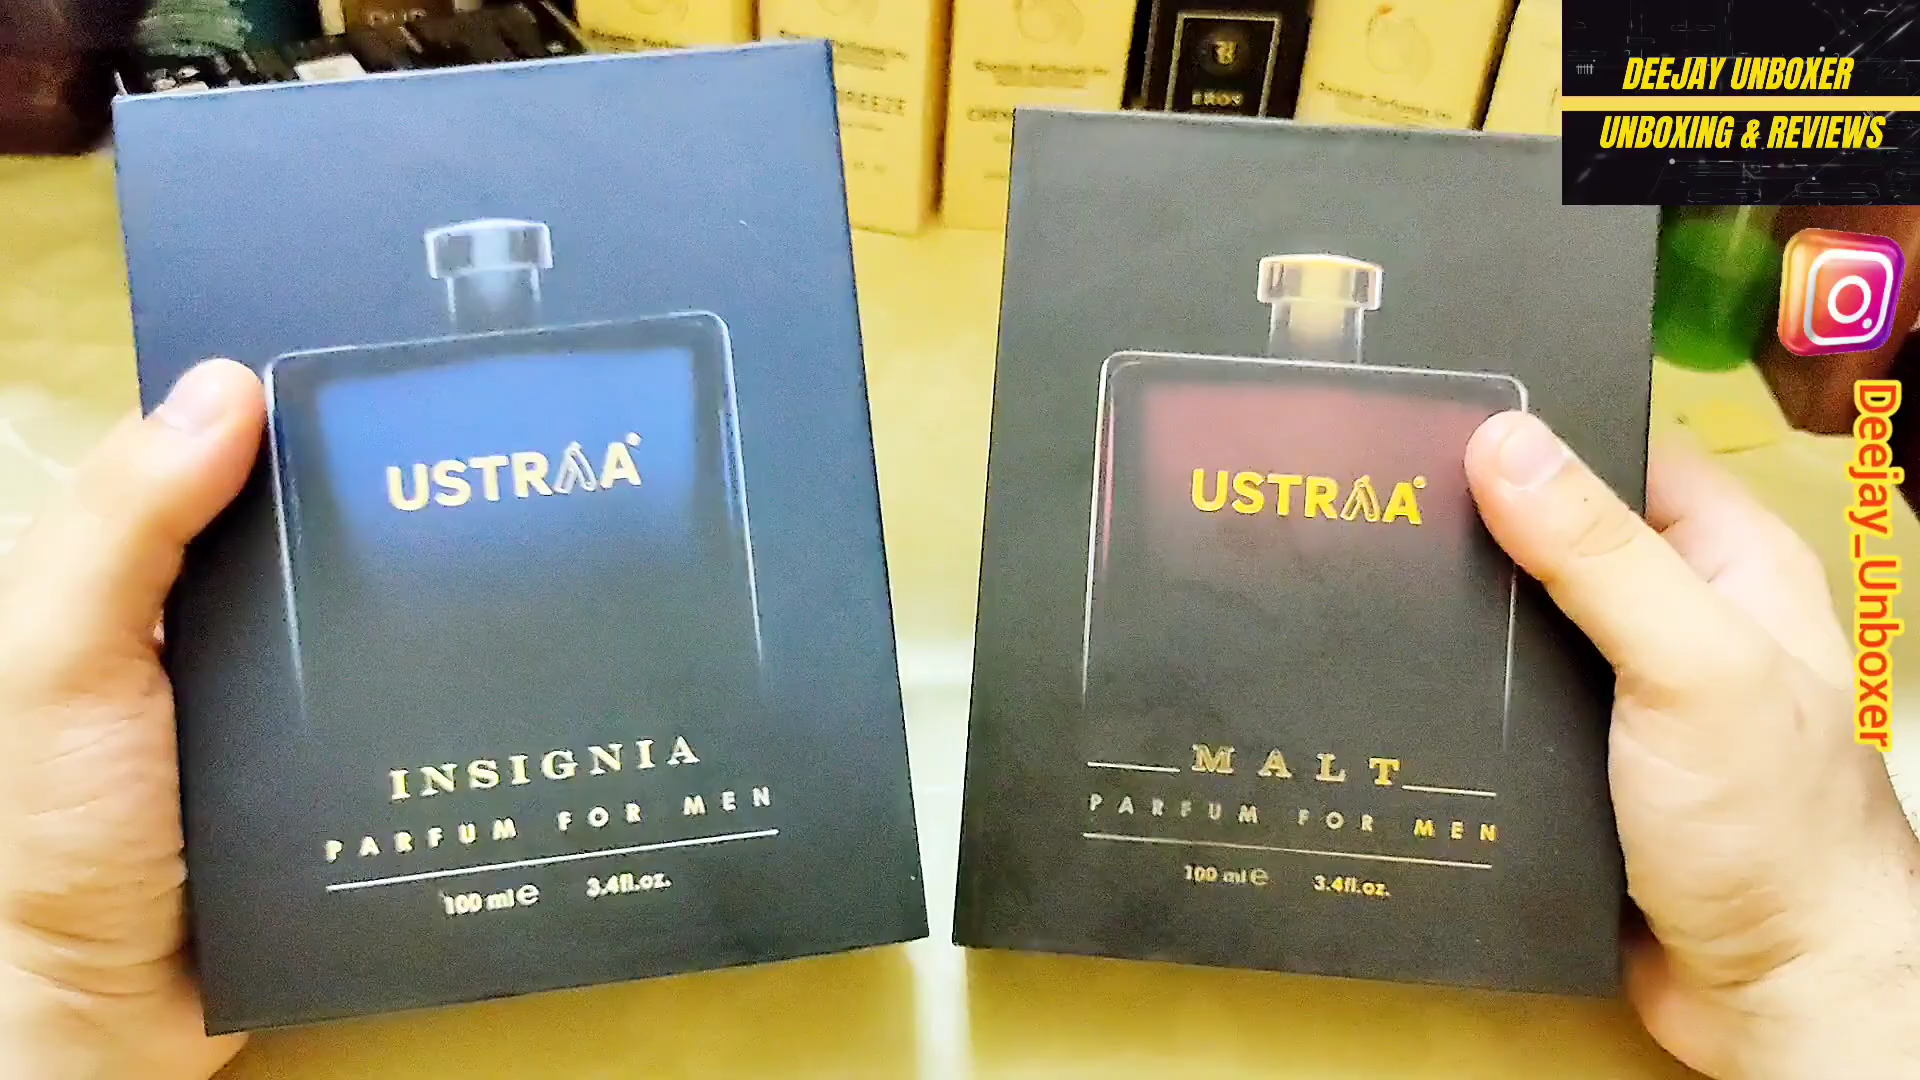 DEEJAY UNBOXER
UNBOXING & REVIEWS
Deejay_Unboxer
USTRAA
INSIGNIA
PARFUM FOR MEN
100 ml e 3.4fl.oz.
USTRAA
MALT
PARFUM FOR MEN
100 ml e 3.4fl.oz.